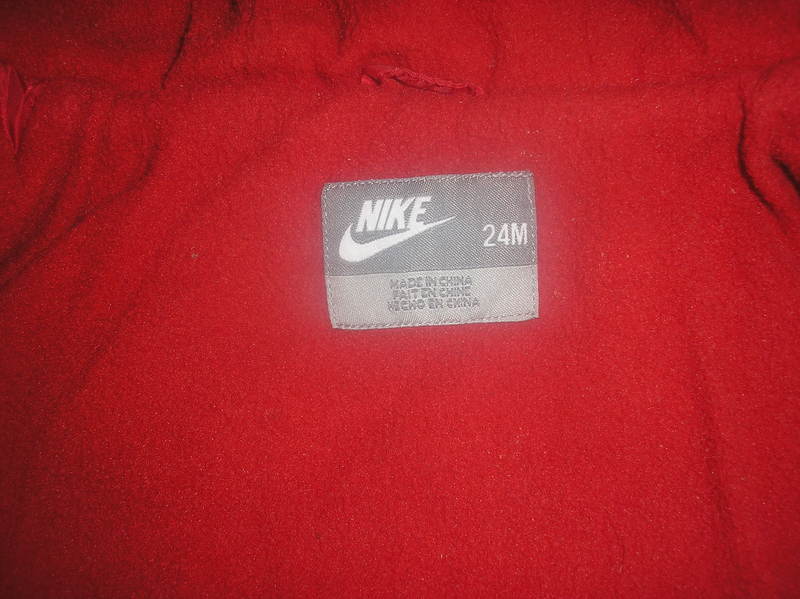 NIKE
24M
MADE IN CHINA
FAIT EN CHINE
HECHO EN CHINA